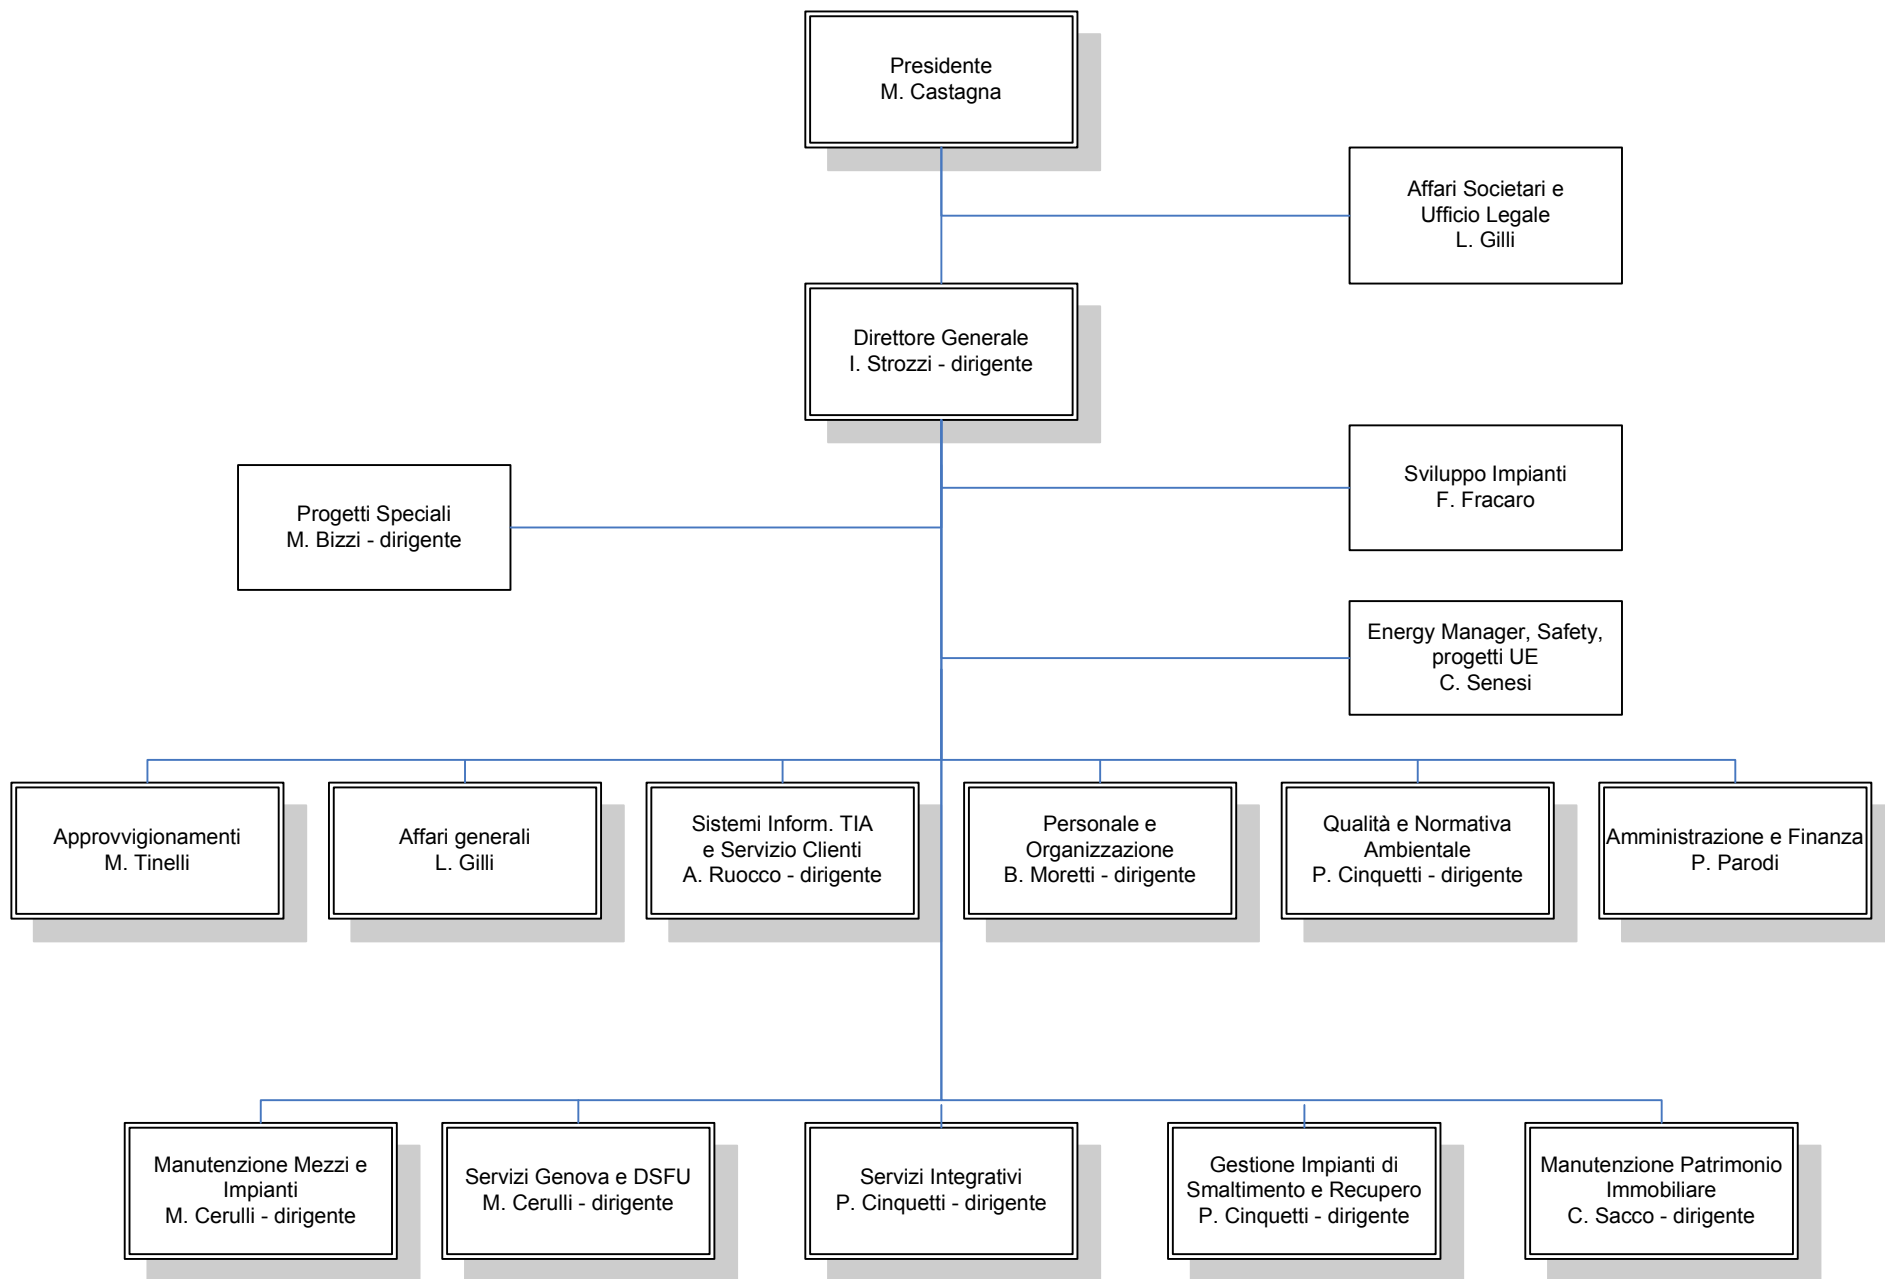 Presidente
M. Castagna
Affari Societari e
Ufficio Legale
L. Gilli
Direttore Generale
I. Strozzi - dirigente
Sviluppo Impianti
F. Fracaro
Progetti Speciali
M. Bizzi - dirigente
Energy Manager, Safety,
progetti UE
C. Senesi
Approvvigionamenti
M. Tinelli
Affari generali
L. Gilli
Sistemi Inform. TIA
e Servizio Clienti
A. Ruocco - dirigente
Personale e
Organizzazione
B. Moretti - dirigente
Qualità e Normativa
Ambientale
P. Cinquetti - dirigente
Amministrazione e Finanza
P. Parodi
Manutenzione Mezzi e
Impianti
M. Cerulli - dirigente
Servizi Genova e DSFU
M. Cerulli - dirigente
Servizi Integrativi
P. Cinquetti - dirigente
Gestione Impianti di
Smaltimento e Recupero
P. Cinquetti - dirigente
Manutenzione Patrimonio
Immobiliare
C. Sacco - dirigente